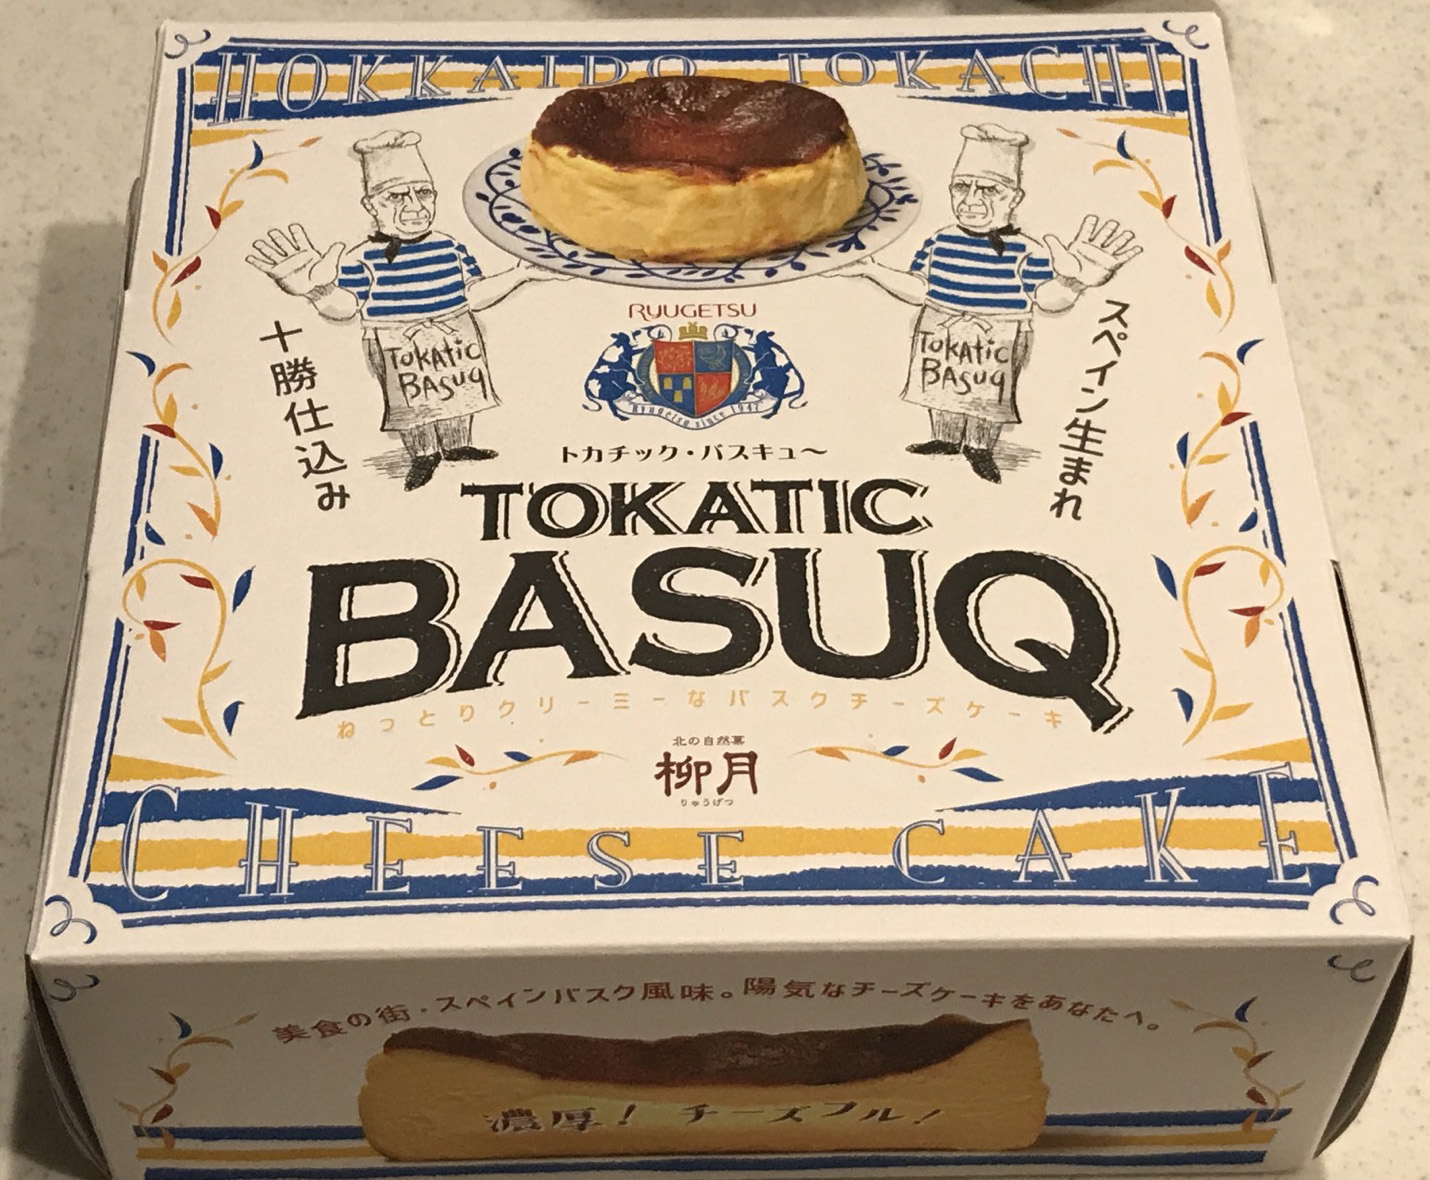 HOKKAIDO TOKACHI
RYUGETSU
Ryugetsu since 1947
十勝仕込み
TOKATIC
BASUQ
TOKATIC
BASUQ
スペイン生まれ
トカチック・バスキュ〜
TOKATIC
BASUQ
ねっとりクリーミーなバスクチーズケーキ
北の自然菓
柳月
りゅうげつ
CHEESE CAKE
美食の街・スペインバスク風味。陽気なチーズケーキをあなたへ。
濃厚! チーズフル!